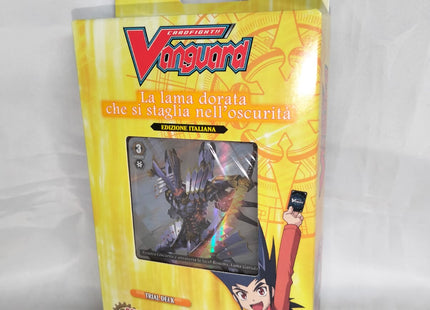 CARDFIGHT!!
Vanguard
La lama dorata
che si staglia nell'oscurità
EDIZIONE ITALIANA
3
TRIAL DECK